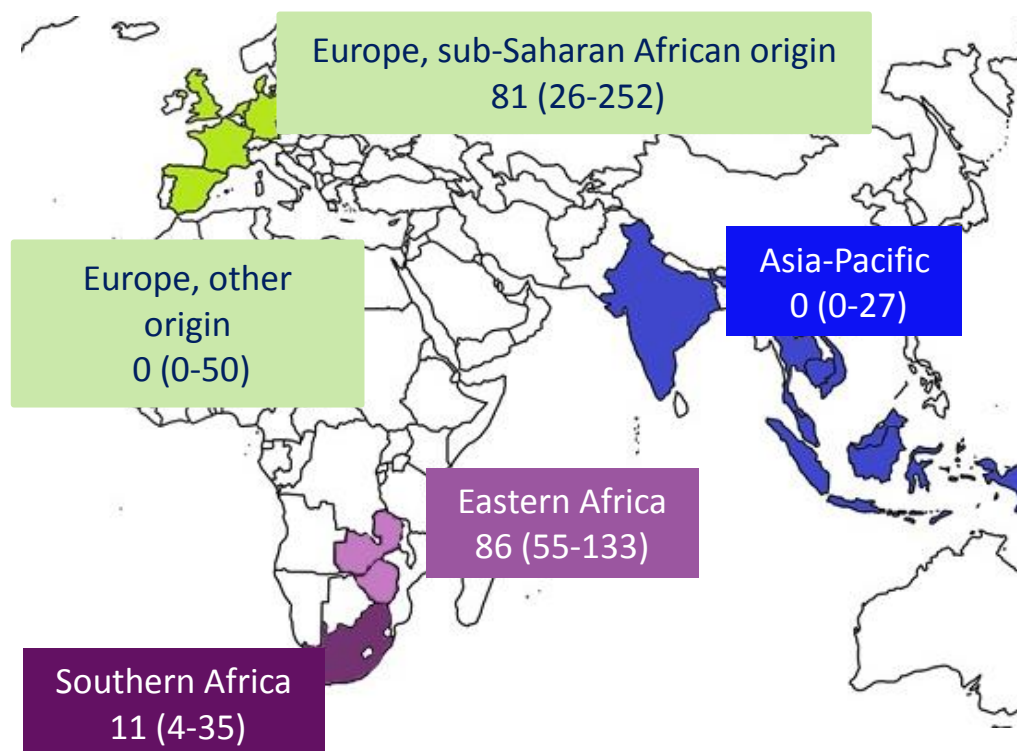 Europe, sub-Saharan African origin
81 (26-252)
Europe, other
origin
0 (0-50)
Asia-Pacific
0 (0-27)
Eastern Africa
86 (55-133)
Southern Africa
11 (4-35)